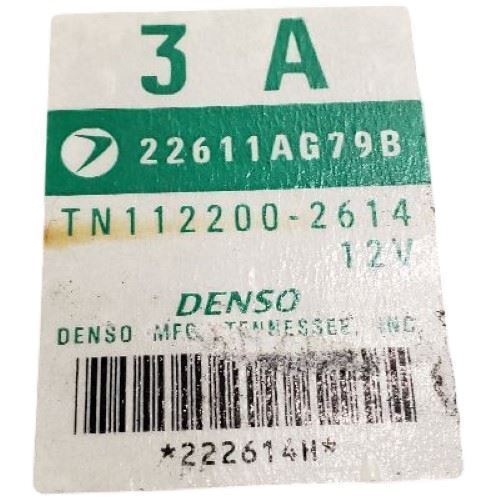 3 A
22611AG79B
TN112200-2614
12V
DENSO
DENSO MFG. TENNESSEE, INC.
*222614H*